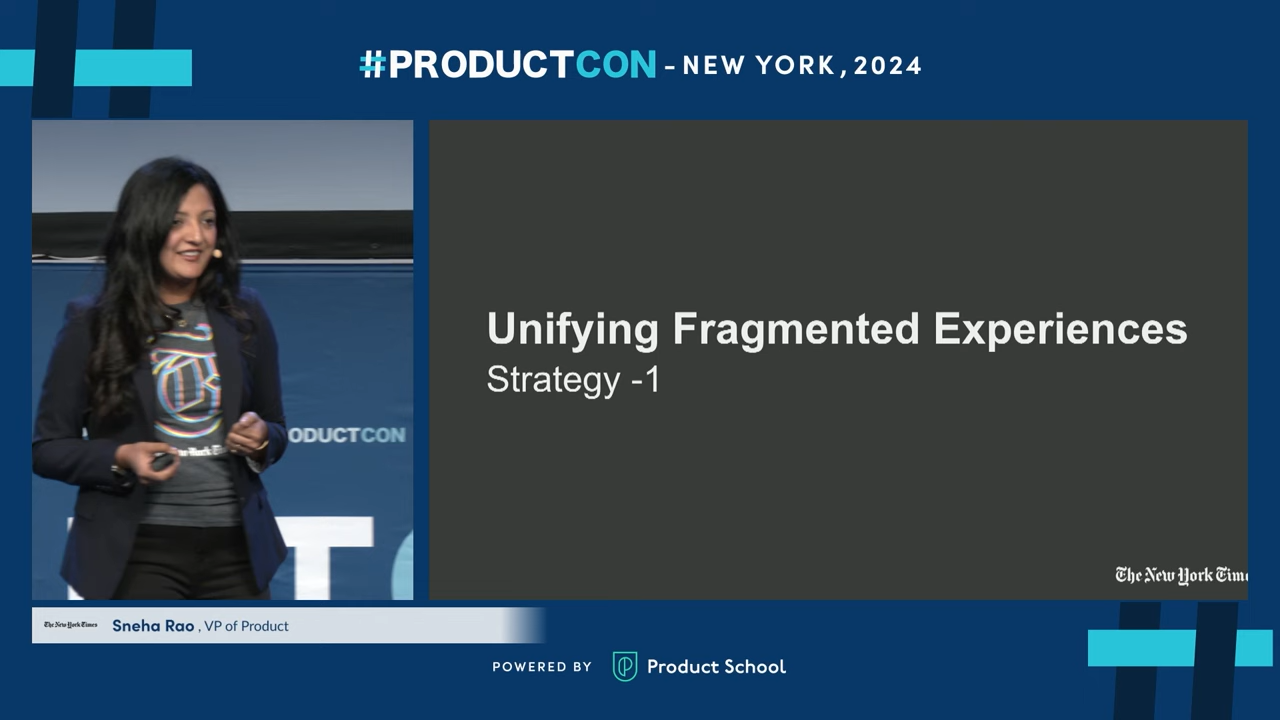 #PRODUCTCON - NEW YORK, 2024
Unifying Fragmented Experiences
Strategy -1
ODUCTCON
The New York Time
The New York Times Sneha Rao , VP of Product
POWERED BY Product School